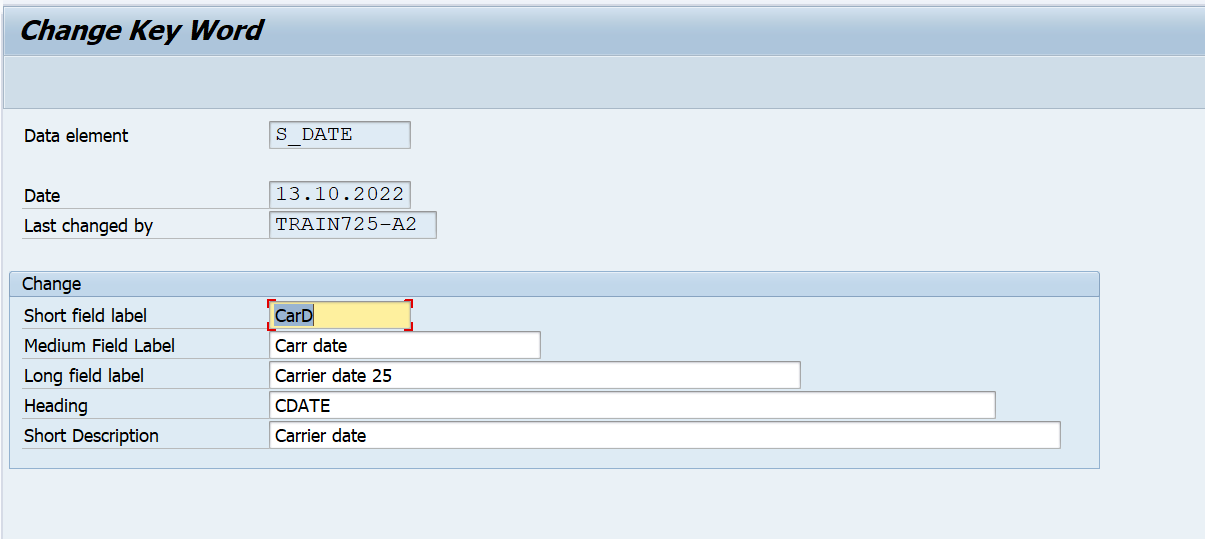 Change Key Word
Data element S_DATE
Date 13.10.2022
Last changed by TRAIN725-A2
Change
Short field label CarD
Medium Field Label Carr date
Long field label Carrier date 25
Heading CDATE
Short Description Carrier date